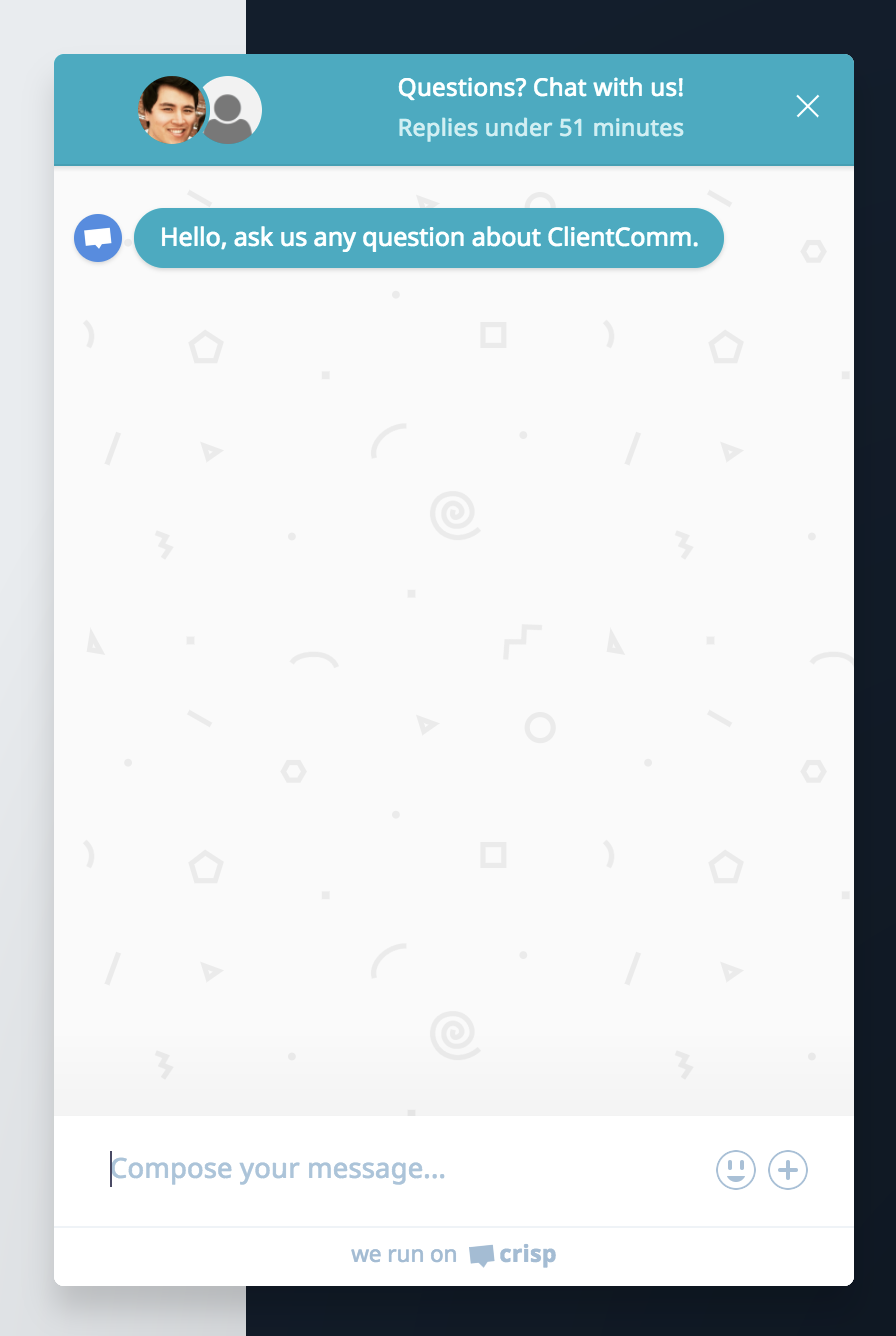 Questions? Chat with us!
Replies under 51 minutes
Hello, ask us any question about ClientComm.
Compose your message...
we run on crisp